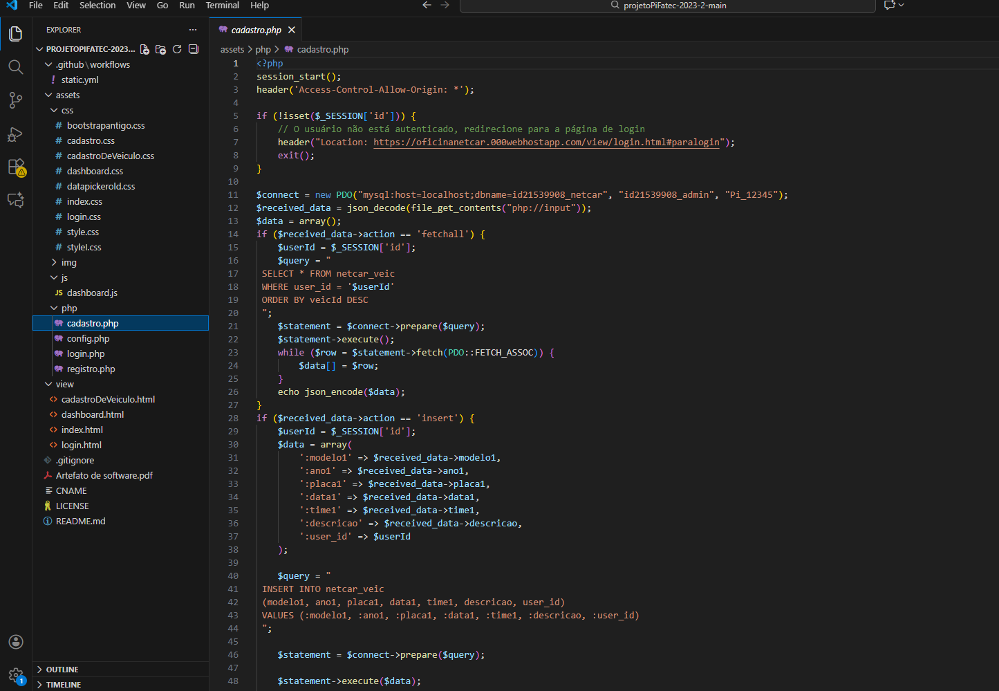 File Edit Selection View Go Run Terminal Help
projetoPiFatec-2023-2-main
EXPLORER
PROJETOPIFATEC-2023...
.github\workflows
static.yml
assets
css
bootstrapantigo.css
cadastro.css
cadastroDeVeiculo.css
dashboard.css
datapickerold.css
index.css
login.css
style.css
stylel.css
img
js
JS dashboard.js
php
cadastro.php
config.php
login.php
registro.php
view
cadastroDeVeiculo.html
dashboard.html
index.html
login.html
.gitignore
Artefato de software.pdf
CNAME
LICENSE
README.md
OUTLINE
TIMELINE
1
cadastro.php
assets > php > cadastro.php
1 <?php
2 session_start();
3 header('Access-Control-Allow-Origin: *');
4
5 if (!isset($_SESSION['id'])) {
6 // O usuário não está autenticado, redirecione para a página de login
7 header("Location: https://oficinanetcar.000webhostapp.com/view/login.html#paralogin");
8 exit();
9 }
10
11 $connect = new PDO("mysql:host=localhost;dbname=id21539908_netcar", "id21539908_admin", "Pi_12345");
12 $received_data = json_decode(file_get_contents("php://input"));
13 $data = array();
14 if ($received_data->action == 'fetchall') {
15 $userId = $_SESSION['id'];
16 $query = "
17 SELECT * FROM netcar_veic
18 WHERE user_id = '$userId'
19 ORDER BY veicId DESC
20 ";
21 $statement = $connect->prepare($query);
22 $statement->execute();
23 while ($row = $statement->fetch(PDO::FETCH_ASSOC)) {
24 $data[] = $row;
25 }
26 echo json_encode($data);
27 }
28 if ($received_data->action == 'insert') {
29 $userId = $_SESSION['id'];
30 $data = array(
31 ':modelo1' => $received_data->modelo1,
32 ':ano1' => $received_data->ano1,
33 ':placa1' => $received_data->placa1,
34 ':data1' => $received_data->data1,
35 ':time1' => $received_data->time1,
36 ':descricao' => $received_data->descricao,
37 ':user_id' => $userId
38 );
39
40 $query = "
41 INSERT INTO netcar_veic
42 (modelo1, ano1, placa1, data1, time1, descricao, user_id)
43 VALUES (:modelo1, :ano1, :placa1, :data1, :time1, :descricao, :user_id)
44 ";
45
46 $statement = $connect->prepare($query);
47
48 $statement->execute($data);